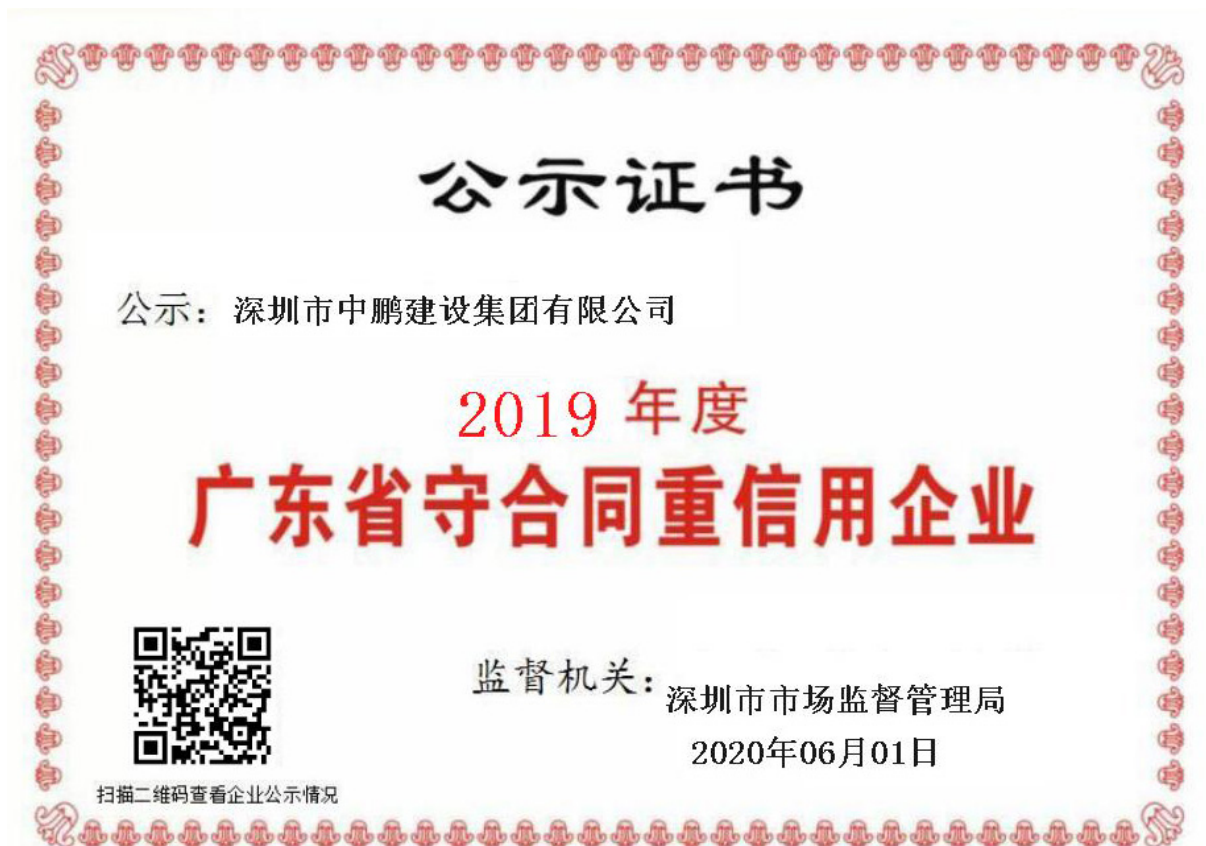 公示证书
公示：深圳市中鹏建设集团有限公司
2019 年度
广东省守合同重信用企业
监督机关：深圳市市场监督管理局
2020年06月01日
扫描二维码查看企业公示情况